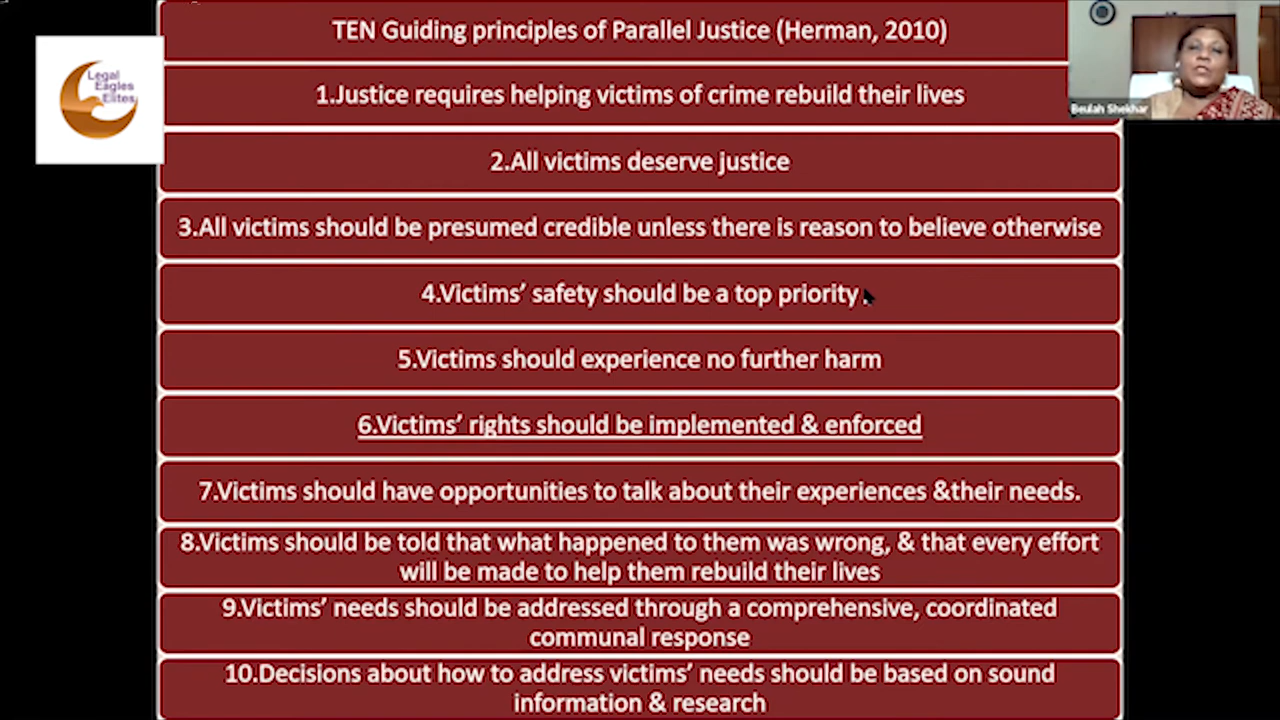 TEN Guiding principles of Parallel Justice (Herman, 2010)
Legal
Eagles
Elites
1.Justice requires helping victims of crime rebuild their lives
Beulah Shekhar
2.All victims deserve justice
3.All victims should be presumed credible unless there is reason to believe otherwise
4.Victims’ safety should be a top priority.
5.Victims should experience no further harm
6.Victims’ rights should be implemented & enforced
7.Victims should have opportunities to talk about their experiences &their needs.
8.Victims should be told that what happened to them was wrong, & that every effort
will be made to help them rebuild their lives
9.Victims’ needs should be addressed through a comprehensive, coordinated
communal response
10.Decisions about how to address victims’ needs should be based on sound
information & research